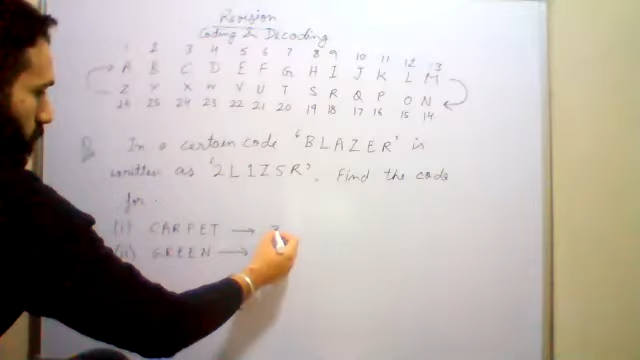 Revision
Coding & Decoding
1 2 3 4 5 6 7 8 9 10 11 12 13
A B C D E F G H I J K L M
Z Y X W V U T S R Q P O N
26 25 24 23 22 21 20 19 18 17 16 15 14
In a certain code 'BLAZER' is
written as '2L1Z5R'. Find the code
for.
(i) CARPET → 3
(ii) GREEN →